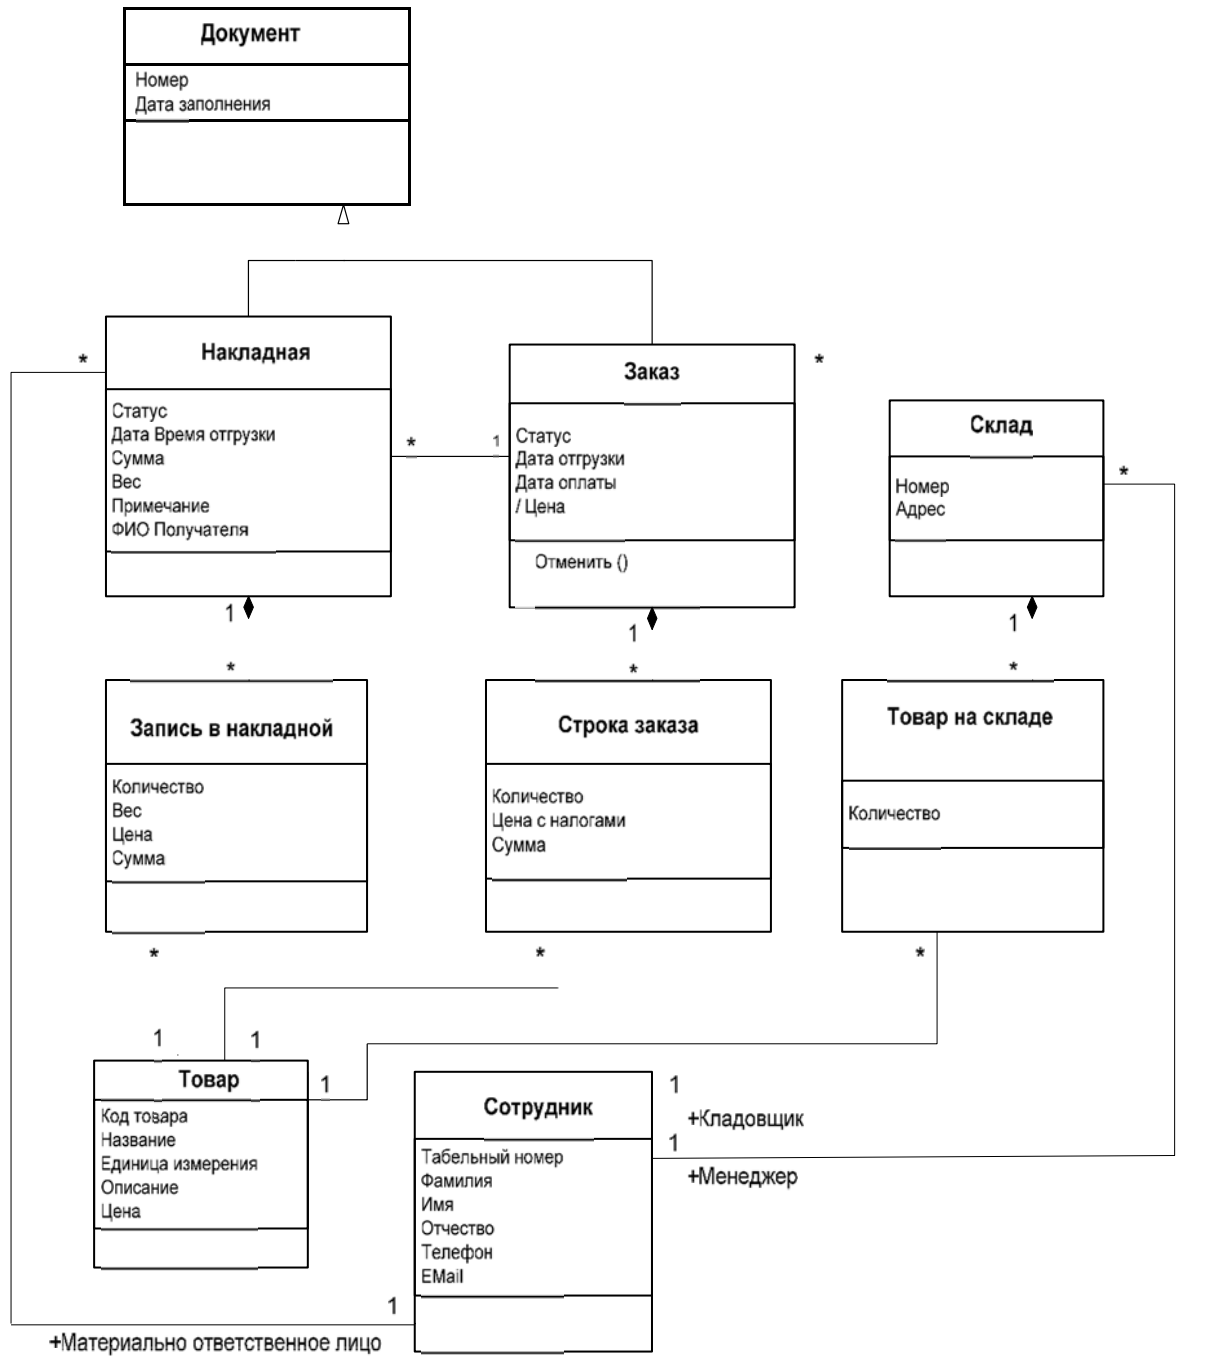 Документ
Номер
Дата заполнения
*
Накладная
Статус
Дата Время отгрузки
Сумма
Вес
Примечание
ФИО Получателя
* 1
Заказ
Статус
Дата отгрузки
Дата оплаты
/ Цена
Отменить ()
*
Склад
Номер
Адрес
*
1
*
1
*
1
*
Запись в накладной
Количество
Вес
Цена
Сумма
*
Строка заказа
Количество
Цена с налогами
Сумма
*
Товар на складе
Количество
*
1 1
Товар
1
Код товара
Название
Единица измерения
Описание
Цена
Сотрудник
Табельный номер
Фамилия
Имя
Отчество
Телефон
EMail
1
+Кладовщик
1
+Менеджер
1
+Материально ответственное лицо